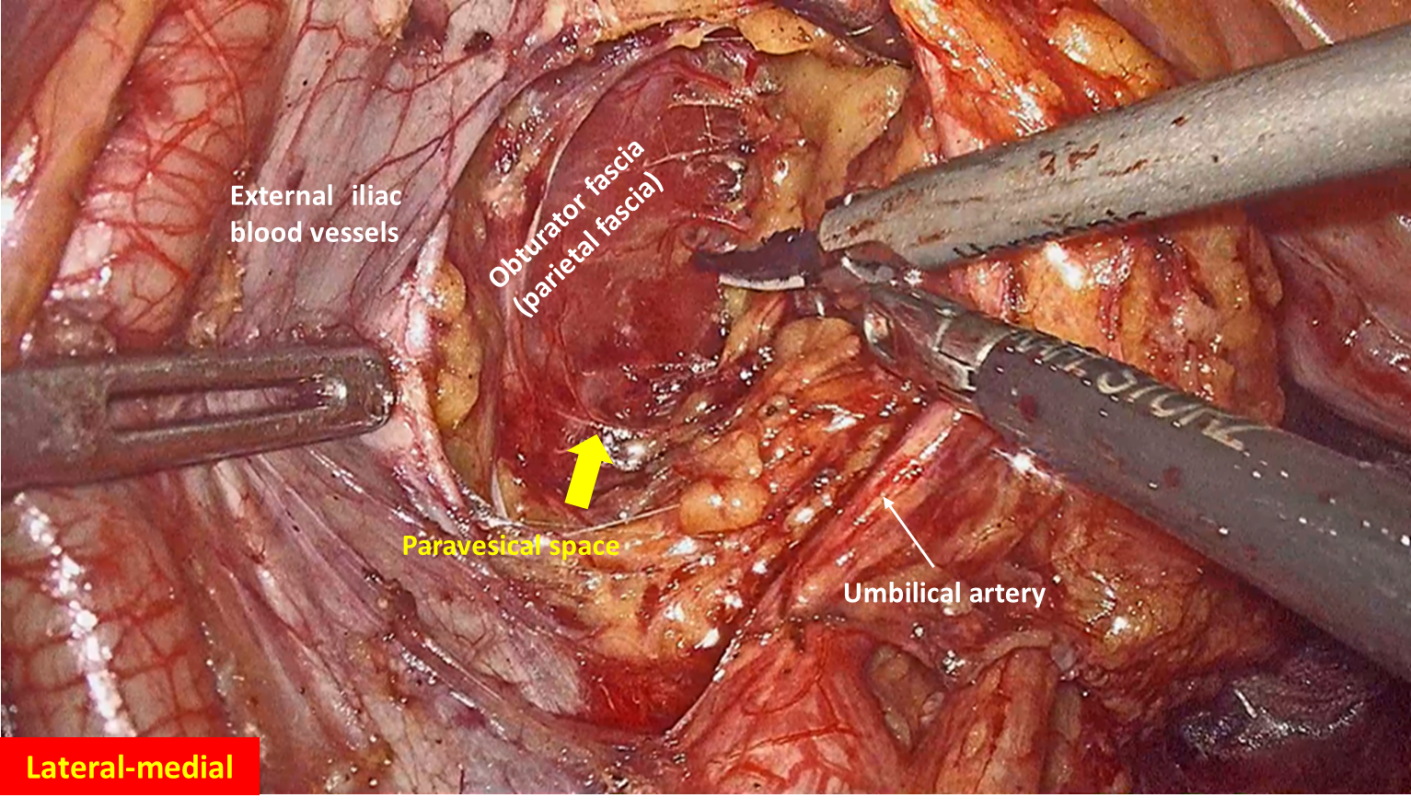 External iliac
blood vessels
Obturator fascia
(parietal fascia)
Paravesical space
Umbilical artery
Lateral-medial